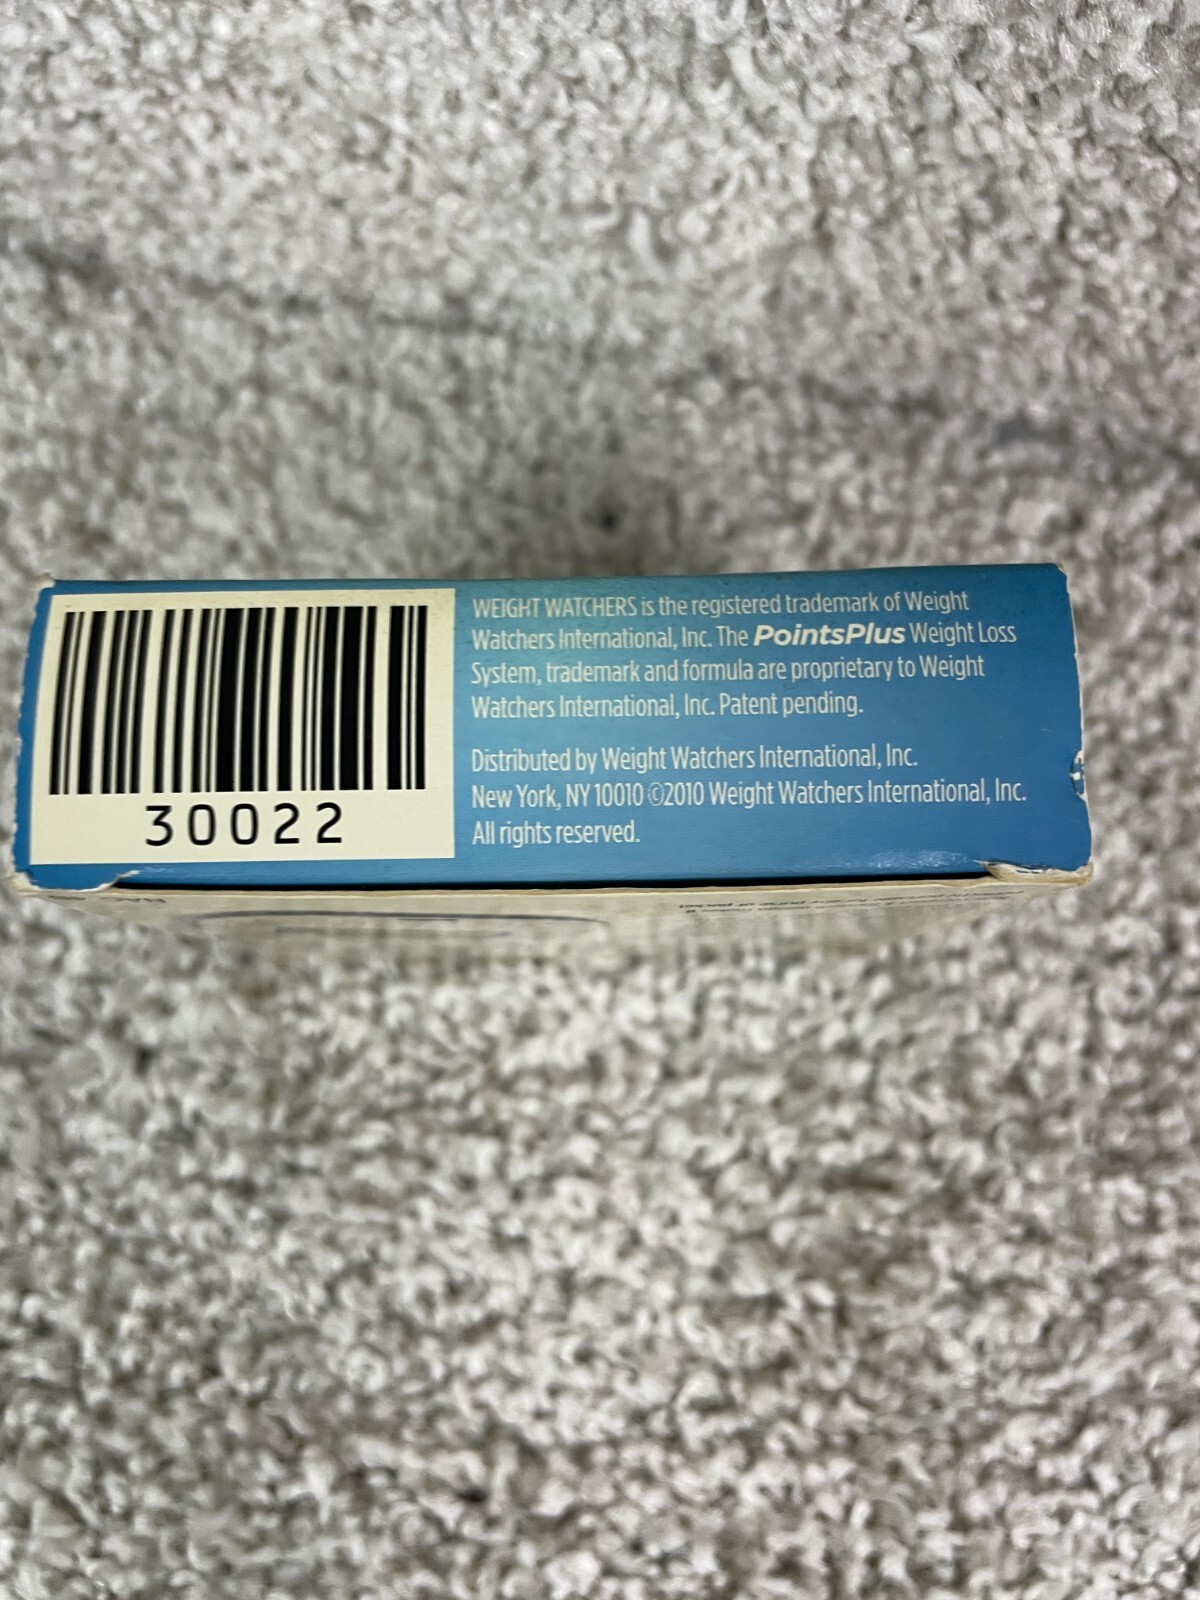 30022
WEIGHT WATCHERS is the registered trademark of Weight
Watchers International, Inc. The PointsPlus Weight Loss
System, trademark and formula are proprietary to Weight
Watchers International, Inc. Patent pending.
Distributed by Weight Watchers International, Inc.
New York, NY 10010 ©2010 Weight Watchers International, Inc.
All rights reserved.